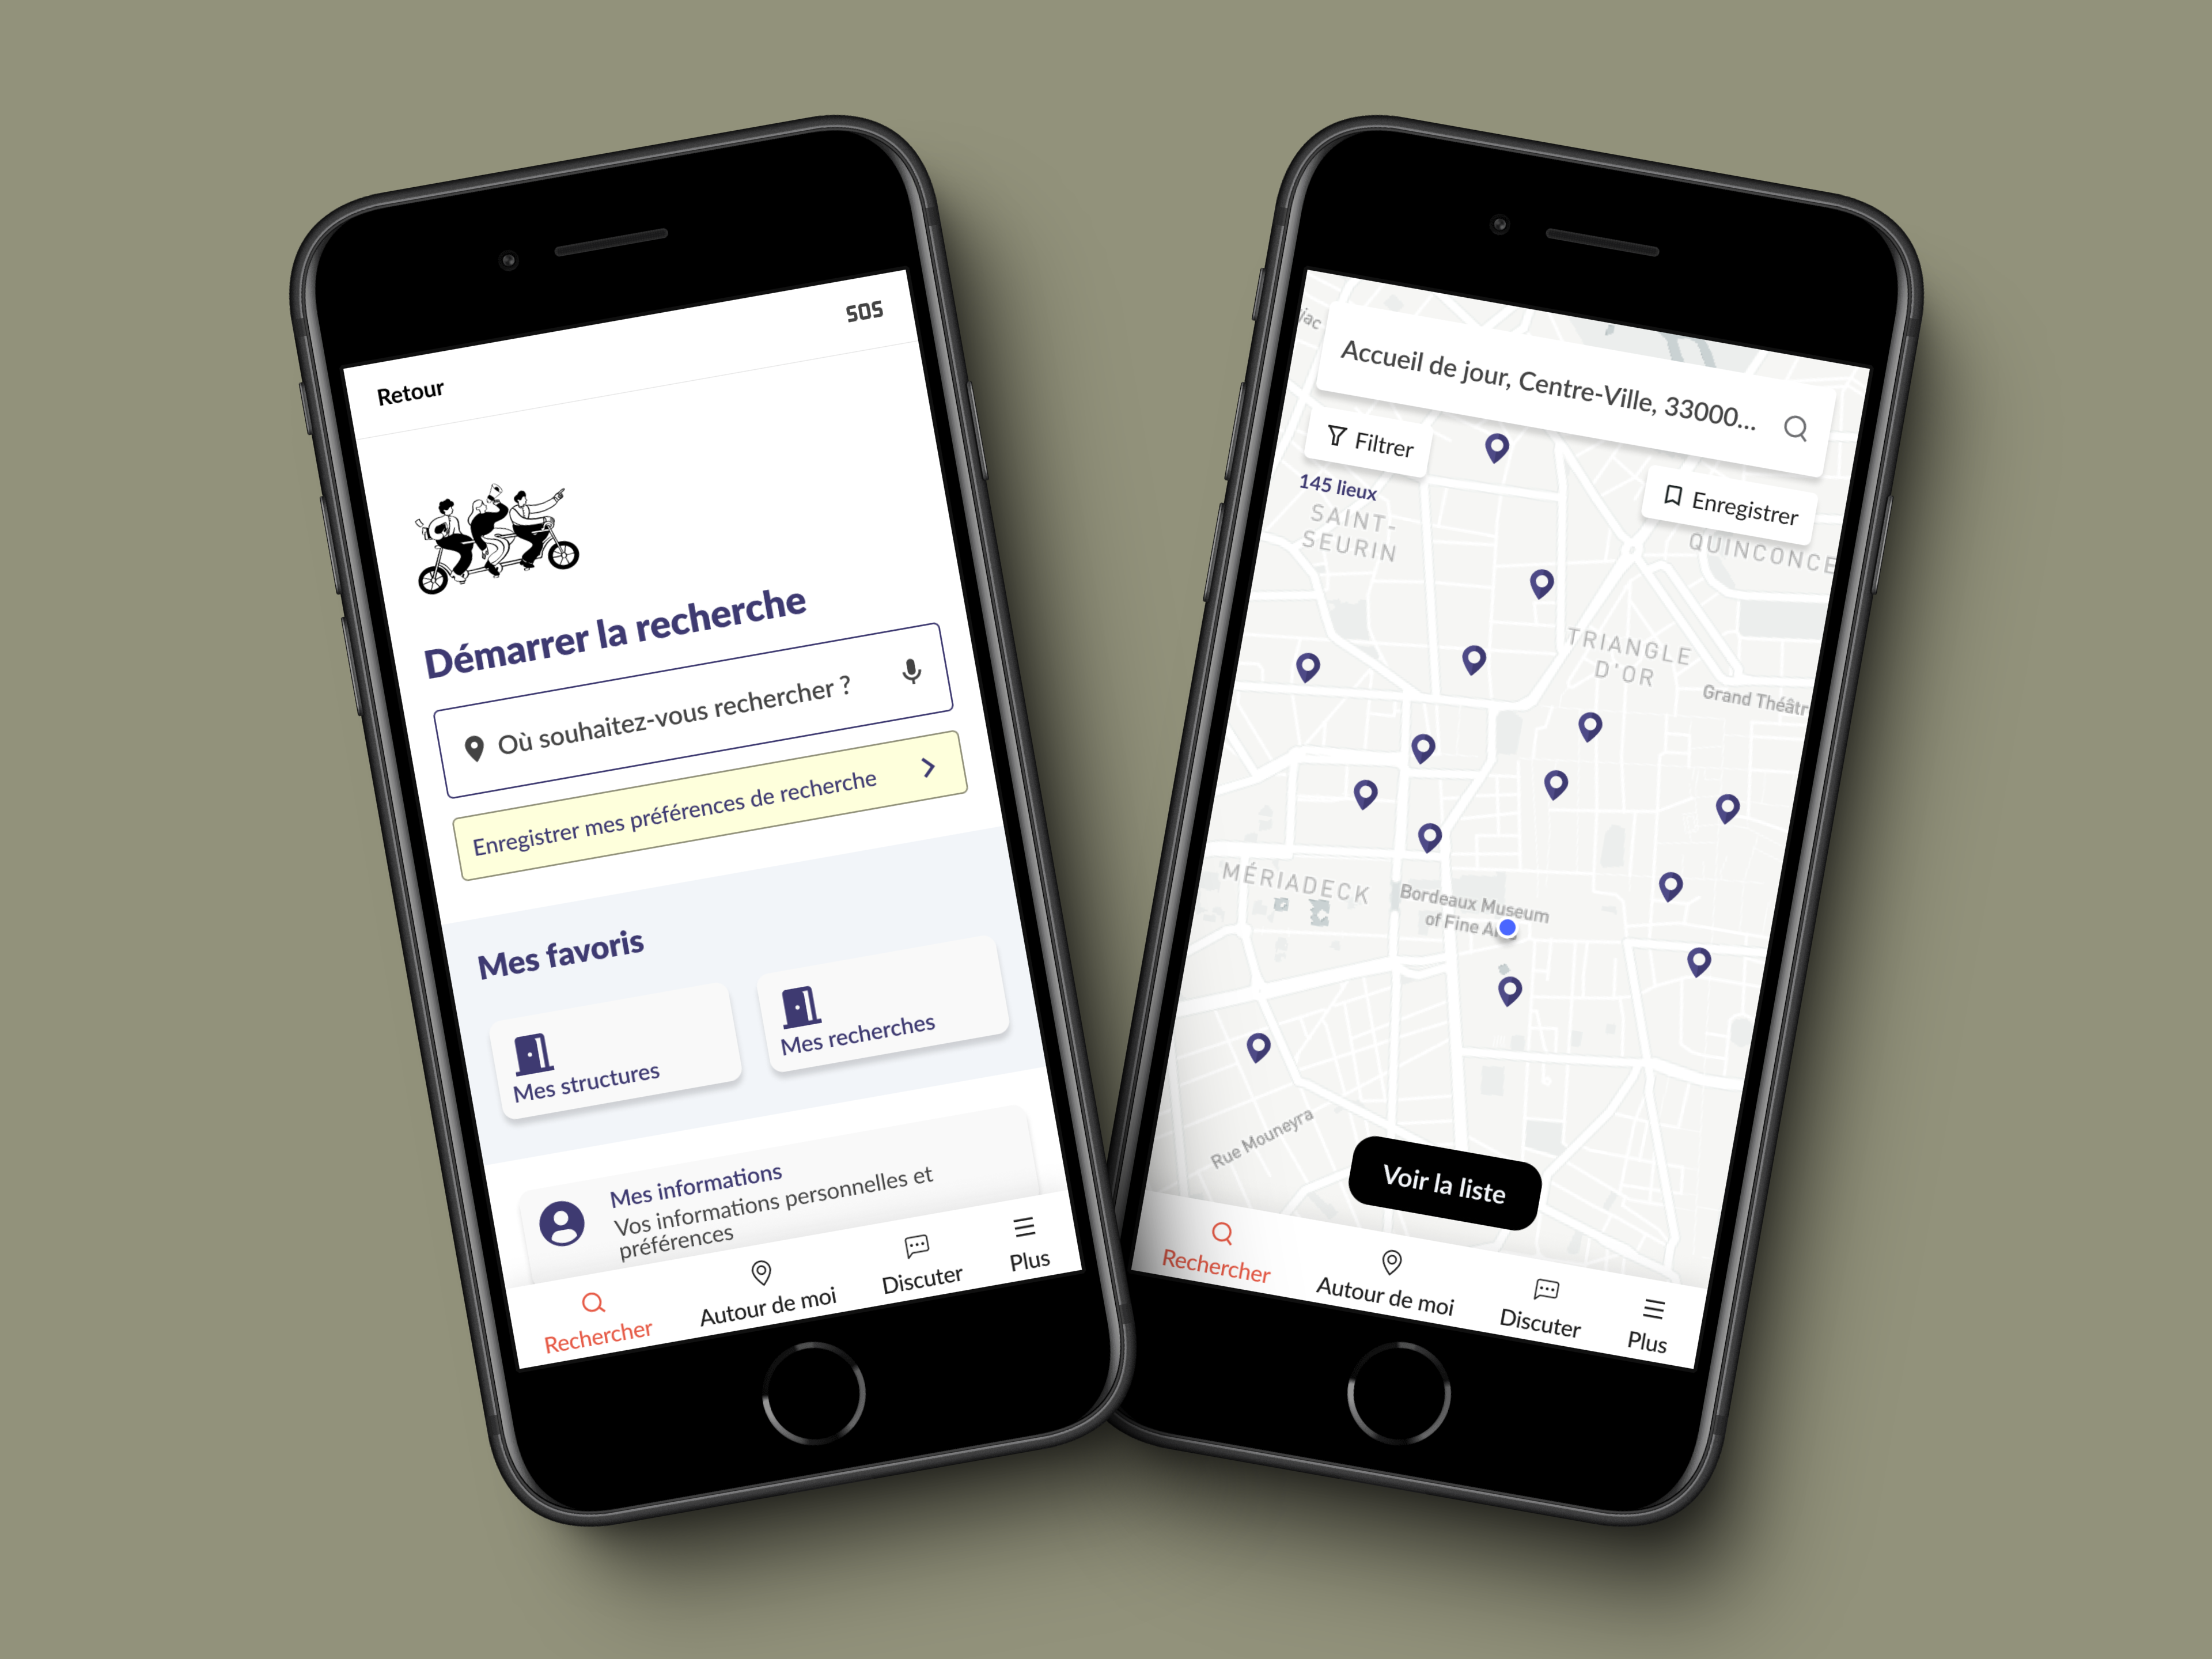 SOS
Retour
Démarrer la recherche
Où souhaitez-vous rechercher ?
Enregistrer mes préférences de recherche
Mes favoris
Mes structures
Mes recherches
Mes informations
Vos informations personnelles et
préférences
Rechercher
Autour de moi
Discuter
Plus
jac
Accueil de jour, Centre-Ville, 33000...
Filtrer
Enregistrer
145 lieux
SAINT-
SEURIN
QUINCONCE
TRIANGLE
D'OR
Grand Théâtr
MÉRIADECK
Bordeaux Museum
of Fine A
Rue Mouneyra
Voir la liste
Rechercher
Autour de moi
Discuter
Plus